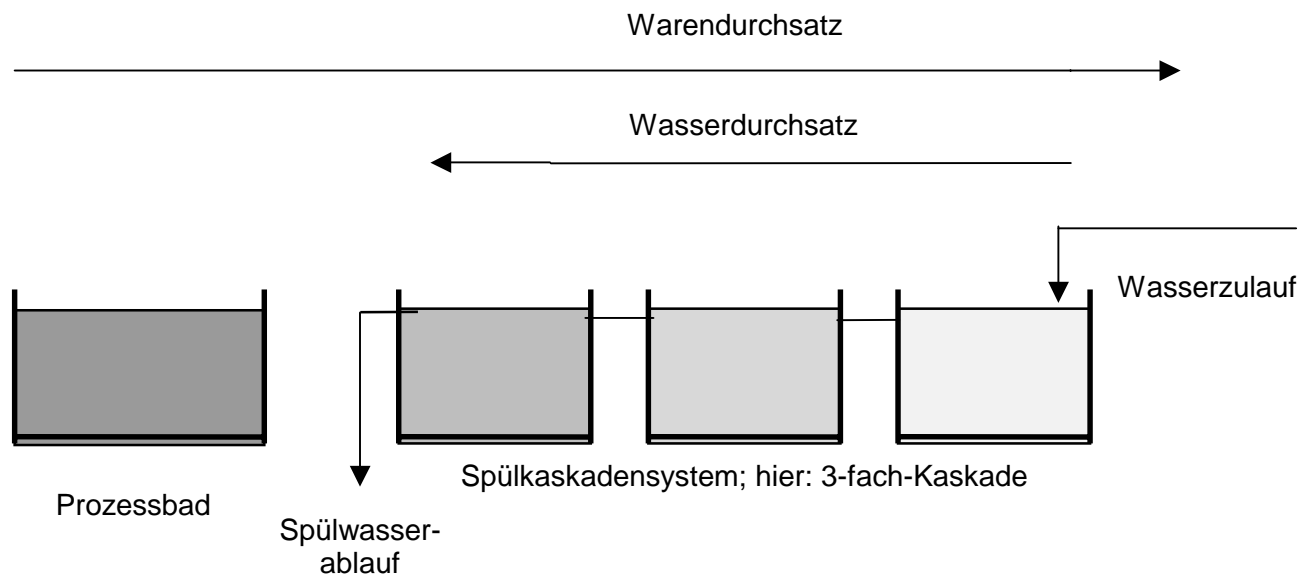 Warendurchsatz
Wasserdurchsatz
Wasserzulauf
Spülkaskadensystem; hier: 3-fach-Kaskade
Prozessbad
Spülwasser-
ablauf